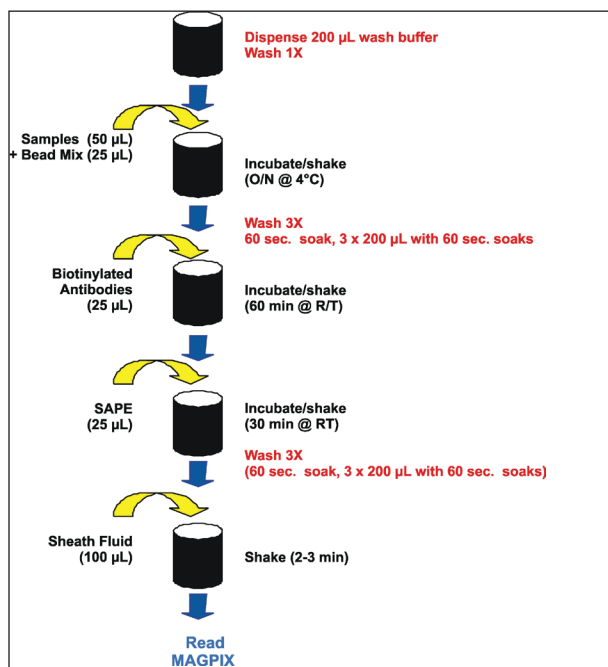 Dispense 200 µL wash buffer
Wash 1X
Samples (50 µL)
+ Bead Mix (25 µL)
Incubate/shake
(O/N @ 4°C)
Wash 3X
60 sec. soak, 3 x 200 µL with 60 sec. soaks
Biotinylated
Antibodies
(25 µL)
Incubate/shake
(60 min @ R/T)
SAPE
(25 µL)
Incubate/shake
(30 min @ RT)
Wash 3X
(60 sec. soak, 3 x 200 µL with 60 sec. soaks)
Sheath Fluid
(100 µL)
Shake (2-3 min)
Read
MAGPIX